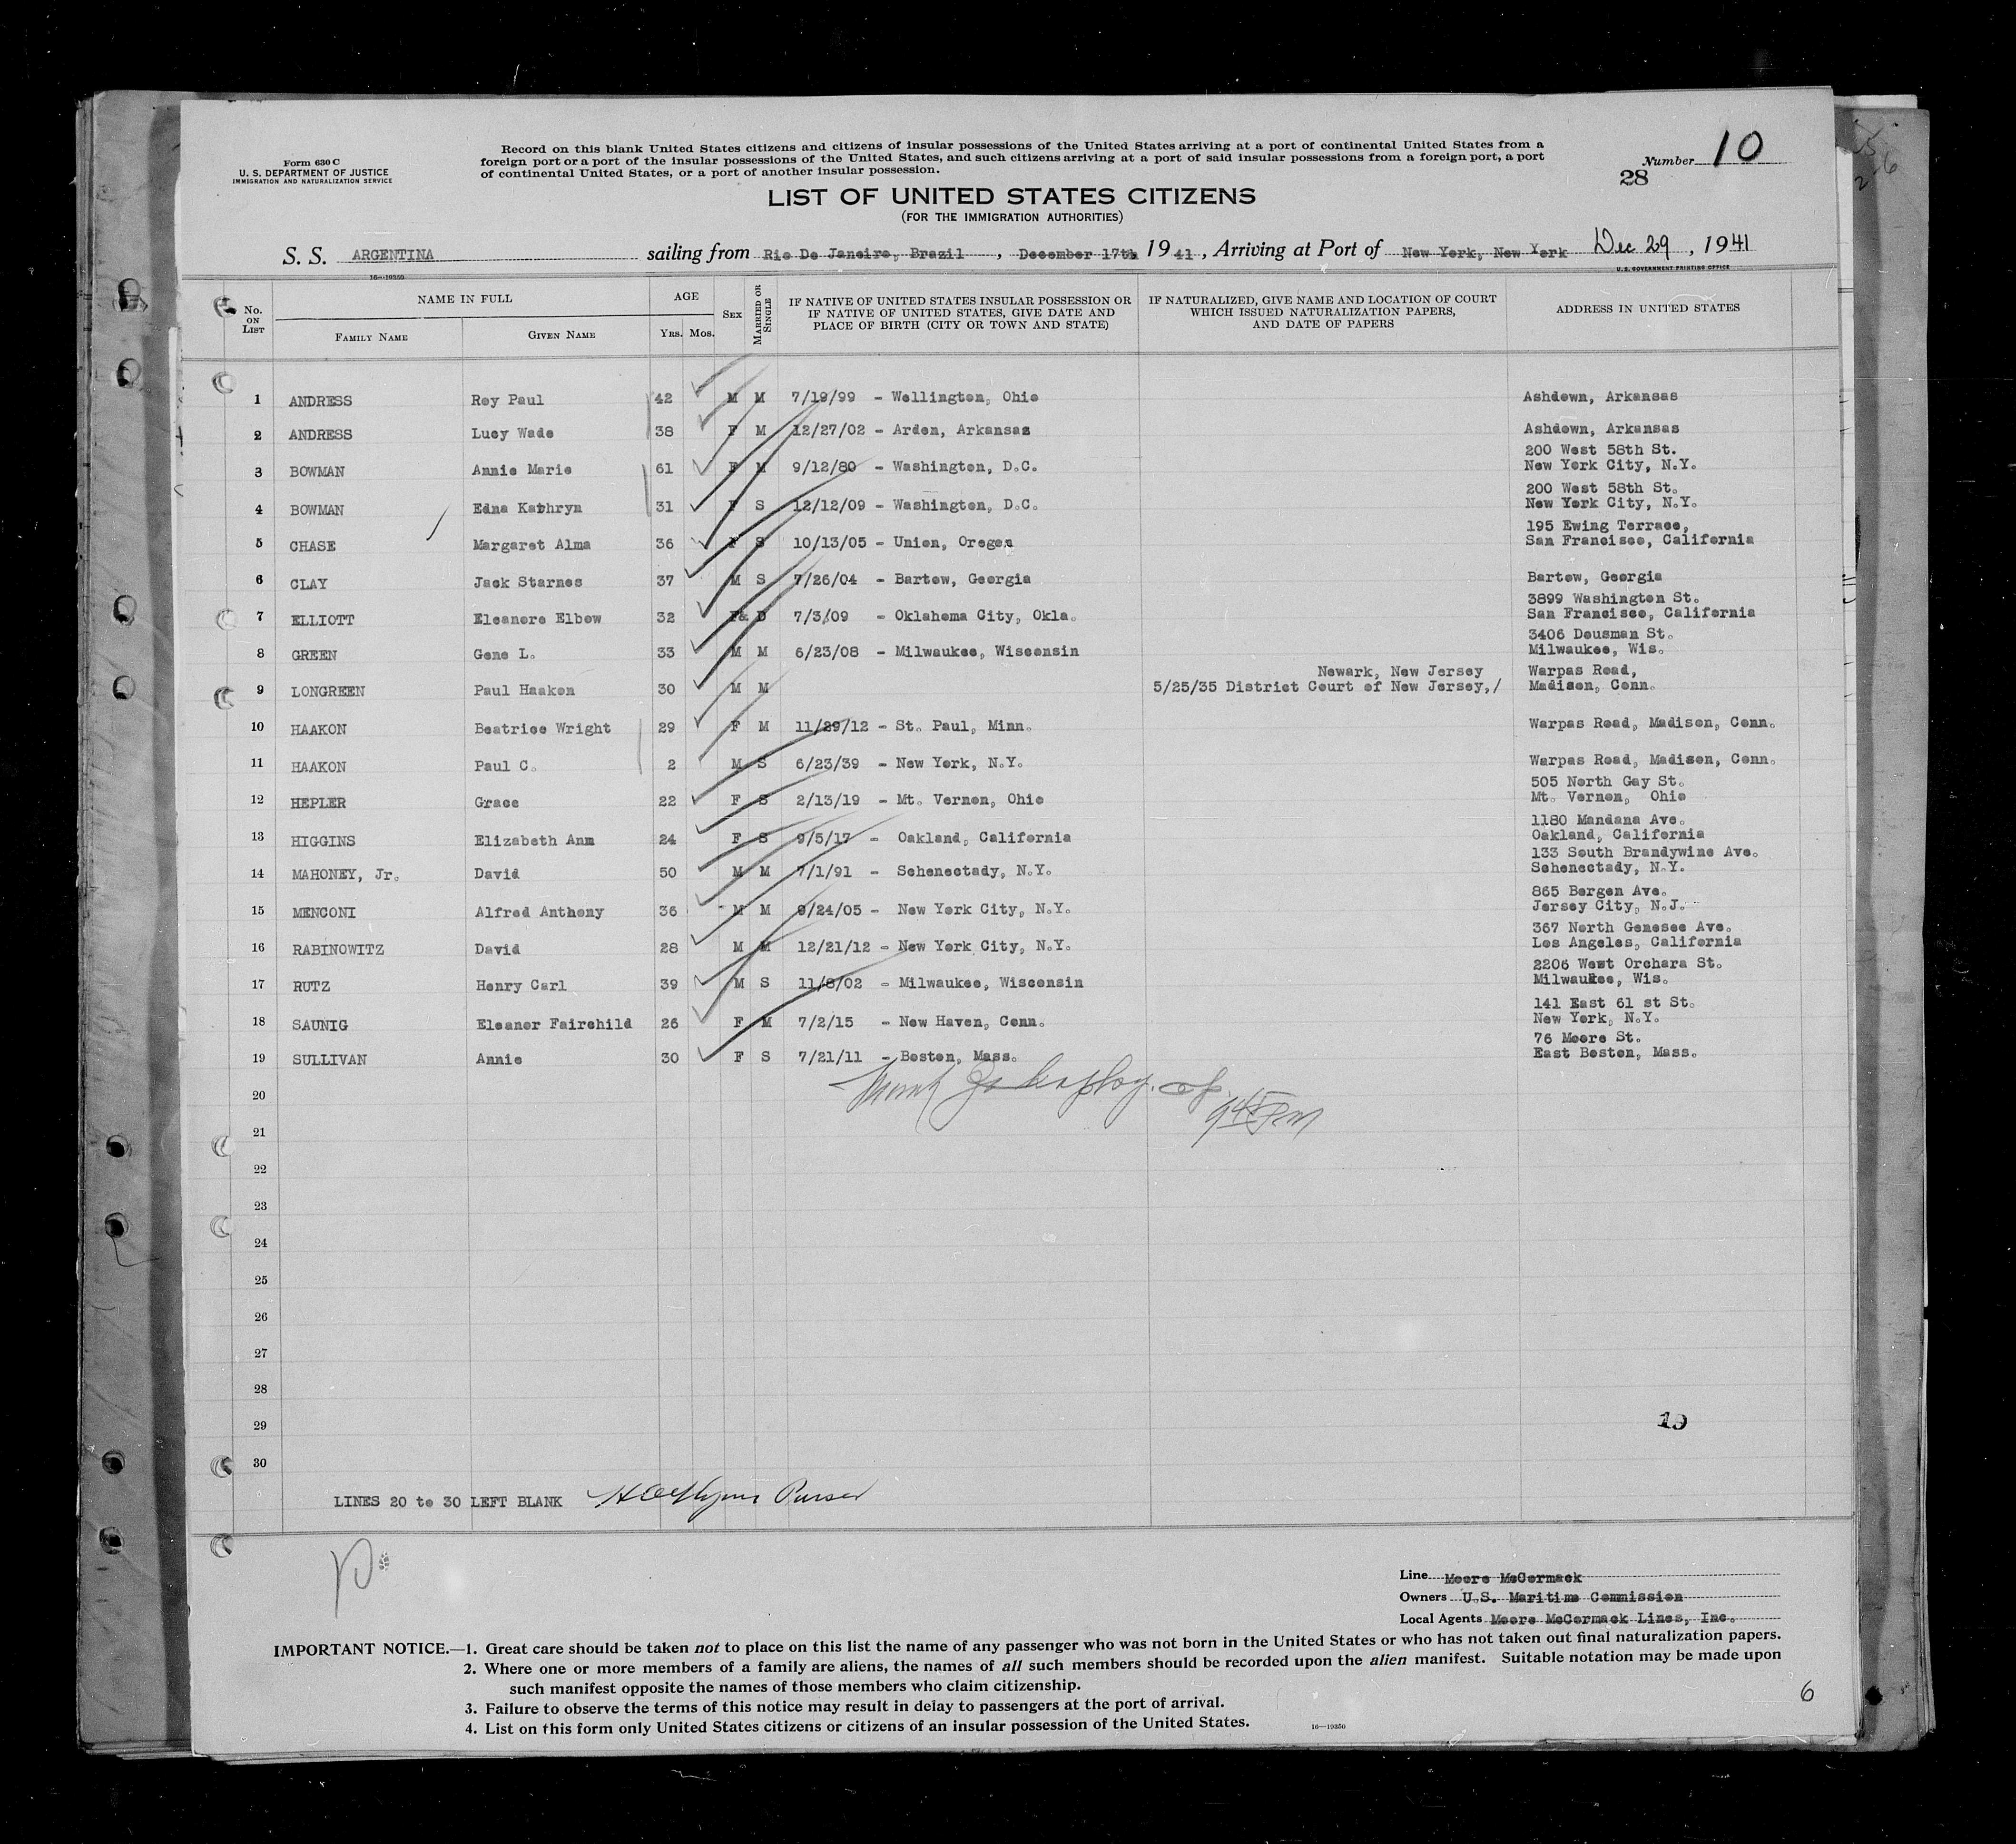 Form 630 C
U. S. DEPARTMENT OF JUSTICE
IMMIGRATION AND NATURALIZATION SERVICE
Record on this blank United States citizens and citizens of insular possessions of the United States arriving at a port of continental United States from a
foreign port or a port of the insular possessions of the United States, and such citizens arriving at a port of said insular possessions from a foreign port, a port
of continental United States, or a port of another insular possession.
Number 10
28
LIST OF UNITED STATES CITIZENS
(FOR THE IMMIGRATION AUTHORITIES)
S. S. ARGENTINA sailing from Rio De Janeiro, Brazil, December 17th 1941, Arriving at Port of New York, New York Dec 29, 1941
16—19350
U. S. GOVERNMENT PRINTING OFFICE
No. ON LIST
NAME IN FULL
FAMILY NAME
GIVEN NAME
AGE
YRS. MOS.
SEX
MARRIED OR SINGLE
IF NATIVE OF UNITED STATES INSULAR POSSESSION OR
IF NATIVE OF UNITED STATES, GIVE DATE AND
PLACE OF BIRTH (CITY OR TOWN AND STATE)
IF NATURALIZED, GIVE NAME AND LOCATION OF COURT
WHICH ISSUED NATURALIZATION PAPERS,
AND DATE OF PAPERS
ADDRESS IN UNITED STATES
1 ANDRESS Roy Paul 42 M M 7/19/99 - Wellington, Ohio Ashdown, Arkansas
2 ANDRESS Lucy Wade 38 F M 12/27/02 - Arden, Arkansas Ashdown, Arkansas
200 West 58th St.
3 BOWMAN Annie Marie 61 F M 9/12/80 - Washington, D.C. New York City, N.Y.
200 West 58th St.
4 BOWMAN Edna Kathryn 31 F S 12/12/09 - Washington, D.C. New York City, N.Y.
195 Ewing Terrace,
5 CHASE Margaret Alma 36 F S 10/13/05 - Union, Oregon San Francisco, California
6 CLAY Jack Starnes 37 M S 7/26/04 - Bartow, Georgia Bartow, Georgia
3899 Washington St.
7 ELLIOTT Eleanore Elbow 32 F& D 7/3/09 - Oklahoma City, Okla. San Francisco, California
3406 Dousman St.
8 GREEN Gene L. 33 M M 6/23/08 - Milwaukee, Wisconsin Milwaukee, Wis.
Newark, New Jersey Warpas Road,
9 LONGREEN Paul Haakon 30 M M 5/25/35 District Court of New Jersey,/ Madison, Conn.
10 HAAKON Beatrice Wright 29 F M 11/29/12 - St. Paul, Minn. Warpas Road, Madison, Conn.
11 HAAKON Paul C. 2 M S 6/23/39 - New York, N.Y. Warpas Road, Madison, Conn.
505 North Gay St.
12 HEPLER Grace 22 F S 2/13/19 - Mt. Vernon, Ohio Mt. Vernon, Ohio
1180 Mandana Ave.
13 HIGGINS Elizabeth Ann 24 F S 9/5/17 - Oakland, California Oakland, California
133 South Brandywine Ave.
14 MAHONEY, Jr. David 50 M M 7/1/91 - Schenectady, N.Y. Schenectady, N.Y.
865 Bergen Ave.
15 MENCONI Alfred Anthony 36 M M 9/24/05 - New York City, N.Y. Jersey City, N.J.
367 North Genesee Ave.
16 RABINOWITZ David 28 M M 12/21/12 - New York City, N.Y. Los Angeles, California
2206 West Orchara St.
17 RUTZ Henry Carl 39 M S 11/8/02 - Milwaukee, Wisconsin Milwaukee, Wis.
141 East 61 st St.
18 SAUNIG Eleanor Fairchild 26 F M 7/2/15 - New Haven, Conn. New York, N.Y.
76 Moore St.
19 SULLIVAN Annie 30 F S 7/21/11 - Boston, Mass. East Boston, Mass.
20
945 PM
21
22
23
24
25
26
27
28
29
19
30
LINES 20 to 30 LEFT BLANK Purser
Line Moore McCormack
Owners U.S. Maritime Commission
Local Agents Moore McCormack Lines, Inc.
IMPORTANT NOTICE.—1. Great care should be taken not to place on this list the name of any passenger who was not born in the United States or who has not taken out final naturalization papers.
2. Where one or more members of a family are aliens, the names of all such members should be recorded upon the alien manifest. Suitable notation may be made upon
such manifest opposite the names of those members who claim citizenship.
3. Failure to observe the terms of this notice may result in delay to passengers at the port of arrival.
4. List on this form only United States citizens or citizens of an insular possession of the United States.
16—19350
6